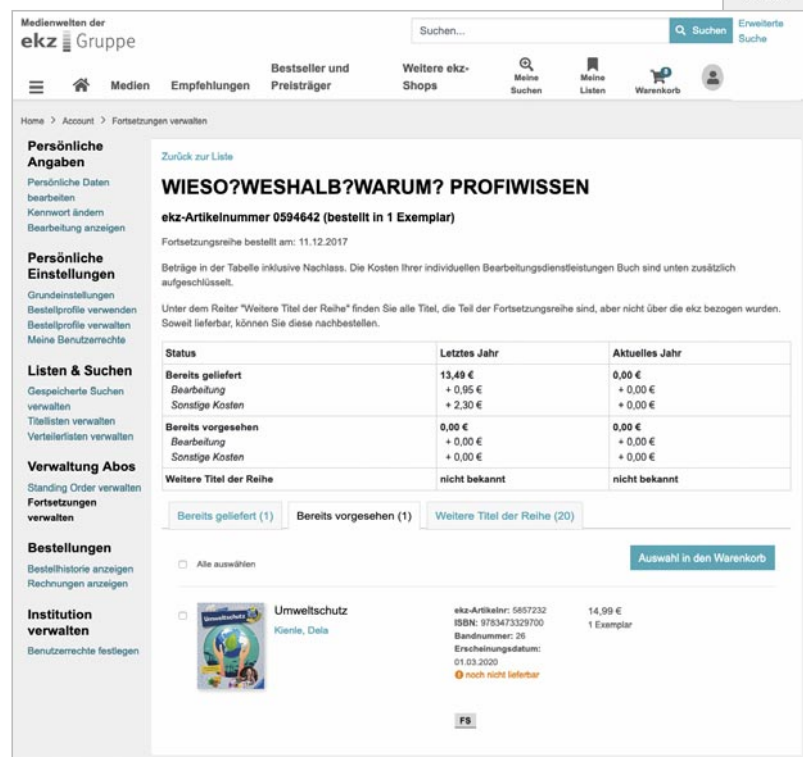 Medienwelten der
ekz Gruppe
Suchen...
Suchen
Erweiterte
Suche
Medien
Empfehlungen
Bestseller und
Preisträger
Weitere ekz-
Shops
Meine
Suchen
Meine
Listen
Warenkorb
Home > Account > Fortsetzungen verwalten
Persönliche
Angaben
Persönliche Daten
bearbeiten
Kennwort ändern
Bearbeitung anzeigen
Persönliche
Einstellungen
Grundeinstellungen
Bestellprofile verwenden
Bestellprofile verwalten
Meine Benutzerrechte
Listen & Suchen
Gespeicherte Suchen
verwalten
Titellisten verwalten
Verteilerlisten verwalten
Verwaltung Abos
Standing Order verwalten
Fortsetzungen
verwalten
Bestellungen
Bestellhistorie anzeigen
Rechnungen anzeigen
Institution
verwalten
Benutzerrechte festlegen
Zurück zur Liste
WIESO?WESHALB?WARUM? PROFIWISSEN
ekz-Artikelnummer 0594642 (bestellt in 1 Exemplar)
Fortsetzungsreihe bestellt am: 11.12.2017
Beträge in der Tabelle inklusive Nachlass. Die Kosten Ihrer individuellen Bearbeitungsdienstleistungen Buch sind unten zusätzlich
aufgeschlüsselt.
Unter dem Reiter "Weitere Titel der Reihe" finden Sie alle Titel, die Teil der Fortsetzungsreihe sind, aber nicht über die ekz bezogen wurden.
Soweit lieferbar, können Sie diese nachbestellen.
Status Letztes Jahr Aktuelles Jahr
Bereits geliefert 13,49 € 0,00 €
Bearbeitung + 0,95 € + 0,00 €
Sonstige Kosten + 2,30 € + 0,00 €
Bereits vorgesehen 0,00 € 0,00 €
Bearbeitung + 0,00 € + 0,00 €
Sonstige Kosten + 0,00 € + 0,00 €
Weitere Titel der Reihe nicht bekannt nicht bekannt
Bereits geliefert (1) Bereits vorgesehen (1) Weitere Titel der Reihe (20)
Alle auswählen
Auswahl in den Warenkorb
Umweltschutz
Umweltschutz
Kienle, Dela
ekz-Artikelnr: 5857232
ISBN: 9783473329700
Bandnummer: 26
Erscheinungsdatum:
01.03.2020
noch nicht lieferbar
14,99 €
1 Exemplar
FS